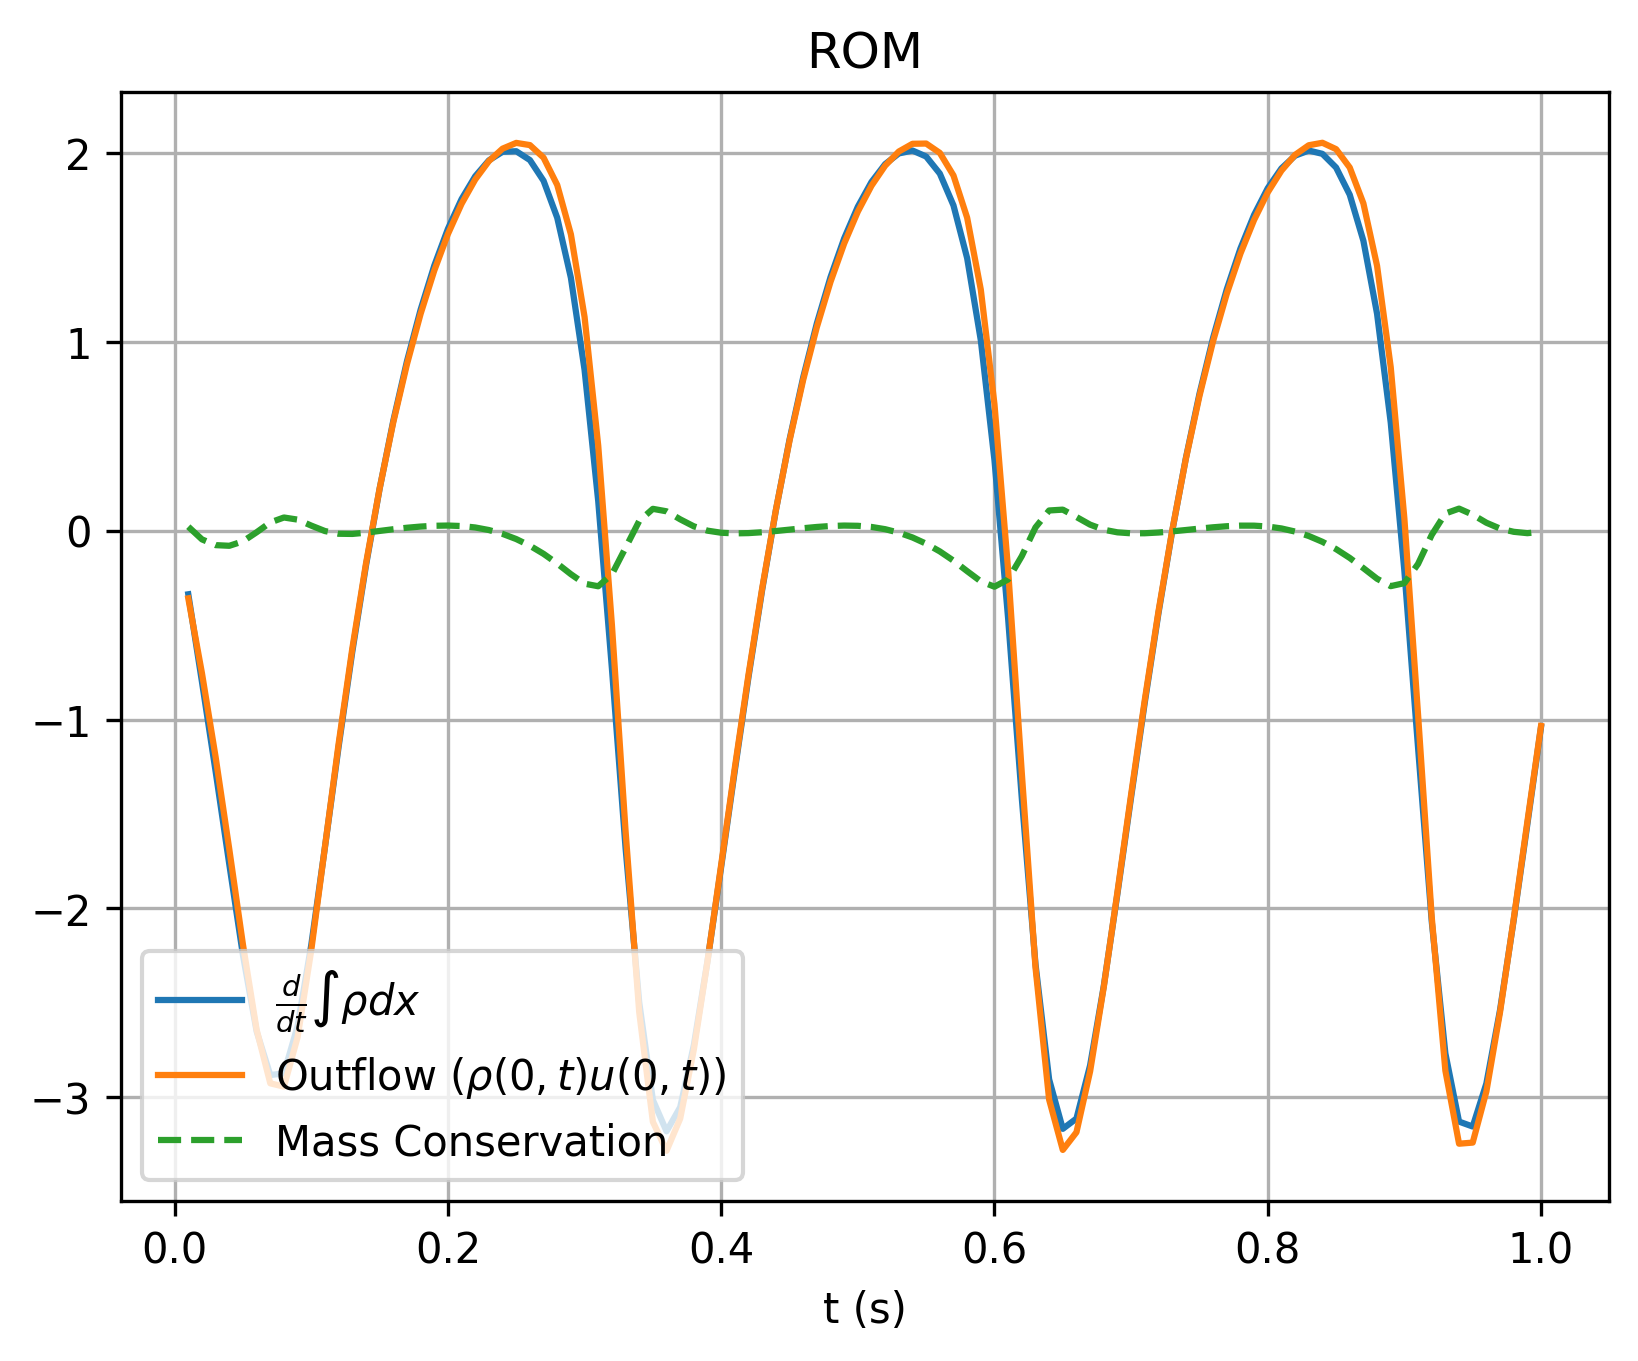 ROM
2
1
0
−1
−2
−3
d/dt ∫ρdx
Outflow (ρ(0, t)u(0, t))
Mass Conservation
0.0 0.2 0.4 0.6 0.8 1.0
t (s)